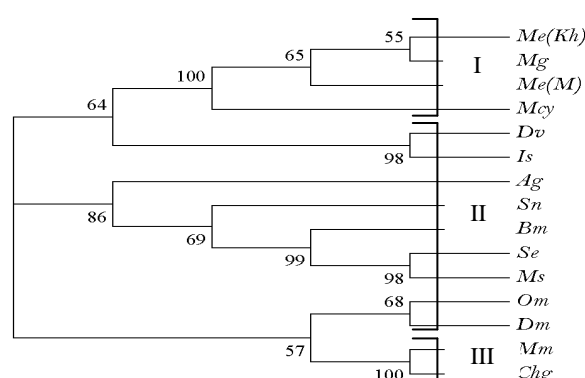 55 Me(Kh)
65 Mg
I
100 Me(M)
64 Mcy
Dv
98 Is
Ag
86 Sn
II
69 Bm
99 Se
98 Ms
68 Om
Dm
57 Mm
III
100 Chg